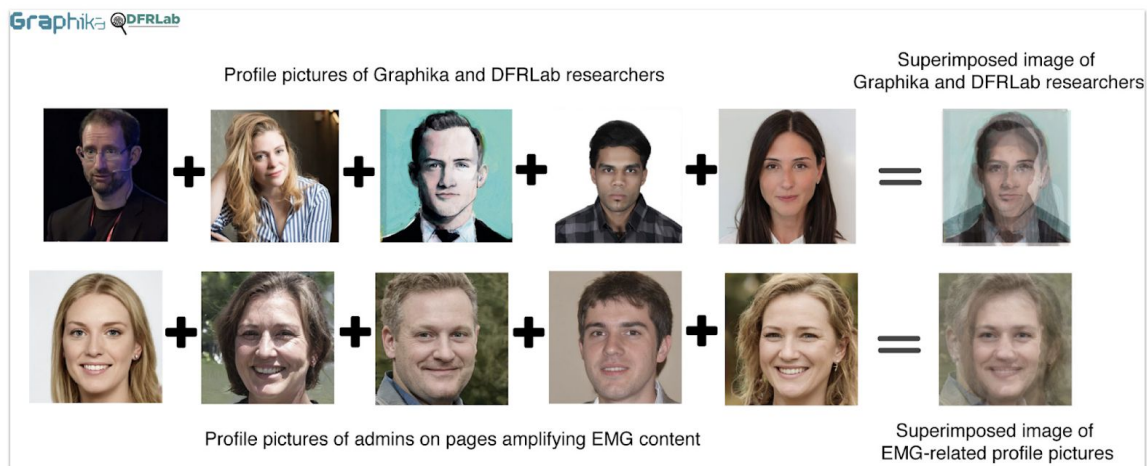 Graphika DFRLab
Profile pictures of Graphika and DFRLab researchers
Superimposed image of
Graphika and DFRLab researchers
+ + + + =
+ + + + =
Profile pictures of admins on pages amplifying EMG content
Superimposed image of
EMG-related profile pictures